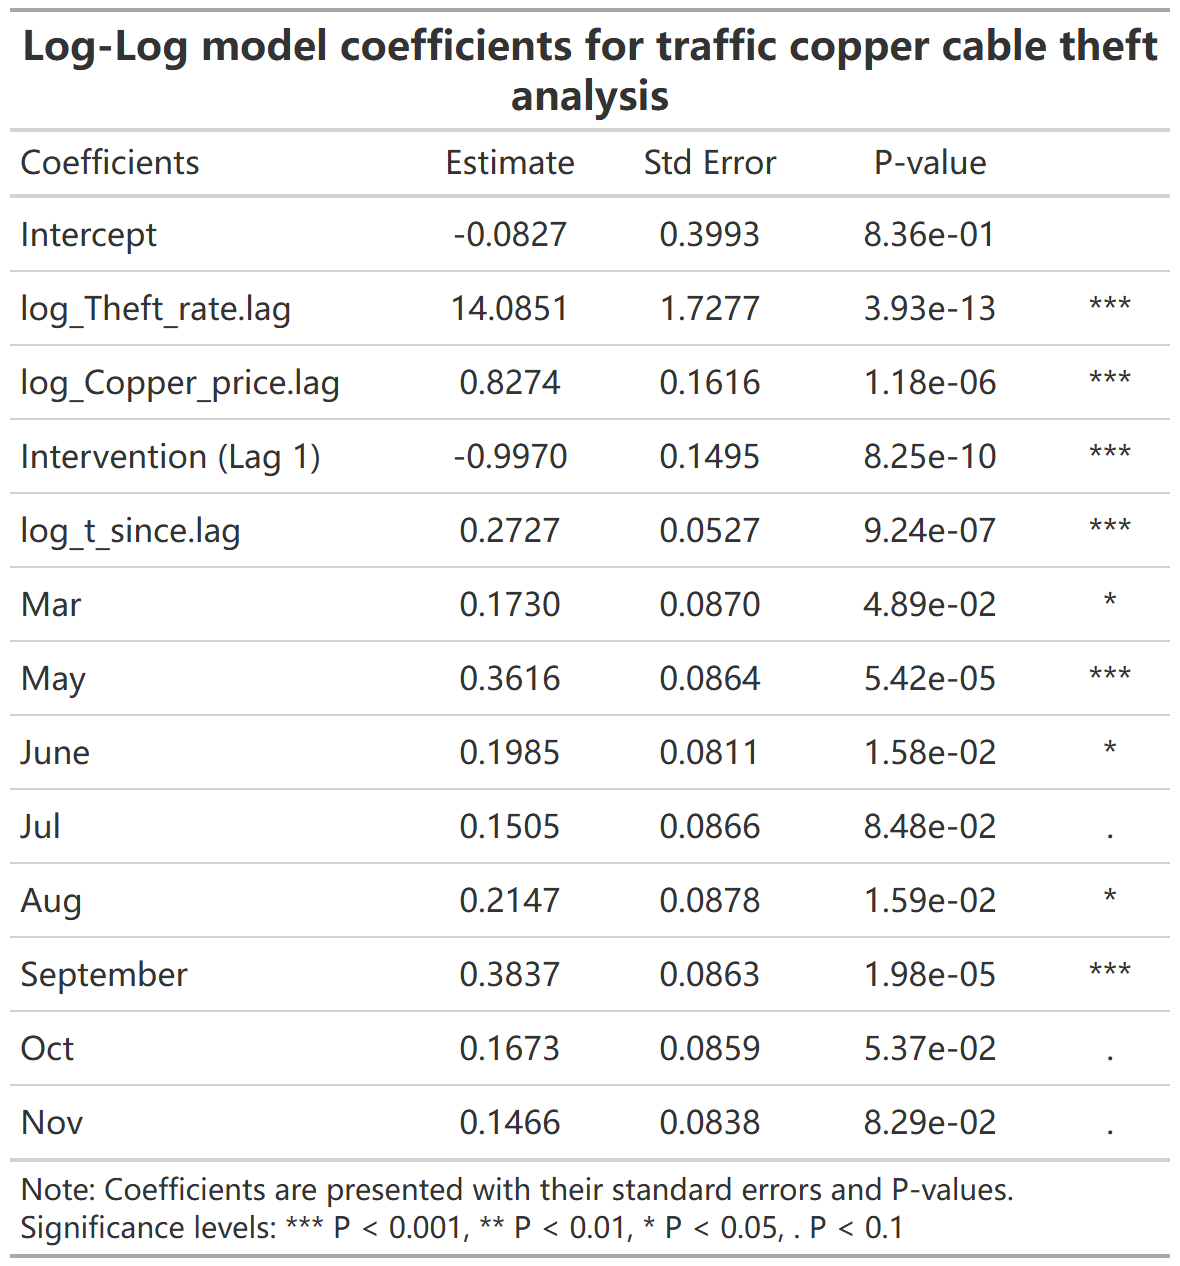 Log-Log model coefficients for traffic copper cable theft
analysis
Coefficients Estimate Std Error P-value
Intercept -0.0827 0.3993 8.36e-01
log_Theft_rate.lag 14.0851 1.7277 3.93e-13 ***
log_Copper_price.lag 0.8274 0.1616 1.18e-06 ***
Intervention (Lag 1) -0.9970 0.1495 8.25e-10 ***
log_t_since.lag 0.2727 0.0527 9.24e-07 ***
Mar 0.1730 0.0870 4.89e-02 *
May 0.3616 0.0864 5.42e-05 ***
June 0.1985 0.0811 1.58e-02 *
Jul 0.1505 0.0866 8.48e-02 .
Aug 0.2147 0.0878 1.59e-02 *
September 0.3837 0.0863 1.98e-05 ***
Oct 0.1673 0.0859 5.37e-02 .
Nov 0.1466 0.0838 8.29e-02 .
Note: Coefficients are presented with their standard errors and P-values.
Significance levels: *** P < 0.001, ** P < 0.01, * P < 0.05, . P < 0.1